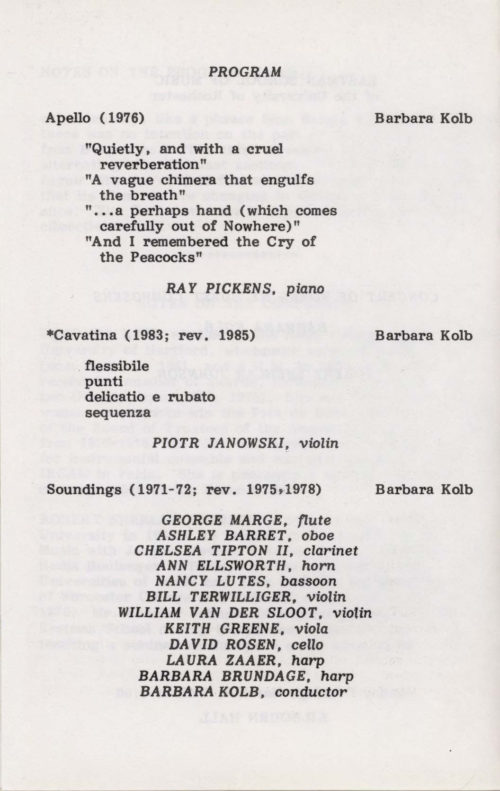 PROGRAM
Apello (1976) Barbara Kolb
"Quietly, and with a cruel
reverberation"
"A vague chimera that engulfs
the breath"
"...a perhaps hand (which comes
carefully out of Nowhere)"
"And I remembered the Cry of
the Peacocks"
RAY PICKENS, piano
*Cavatina (1983; rev. 1985) Barbara Kolb
flessibile
punti
delicatio e rubato
sequenza
PIOTR JANOWSKI, violin
Soundings (1971-72; rev. 1975,1978) Barbara Kolb
GEORGE MARGE, flute
ASHLEY BARRET, oboe
CHELSEA TIPTON II, clarinet
ANN ELLSWORTH, horn
NANCY LUTES, bassoon
BILL TERWILLIGER, violin
WILLIAM VAN DER SLOOT, violin
KEITH GREENE, viola
DAVID ROSEN, cello
LAURA ZAAER, harp
BARBARA BRUNDAGE, harp
BARBARA KOLB, conductor